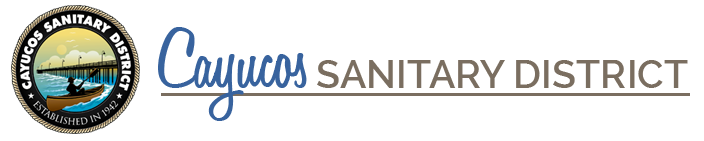 CAYUCOS SANITARY DISTRICT
ESTABLISHED IN 1942
Cayucos SANITARY DISTRICT